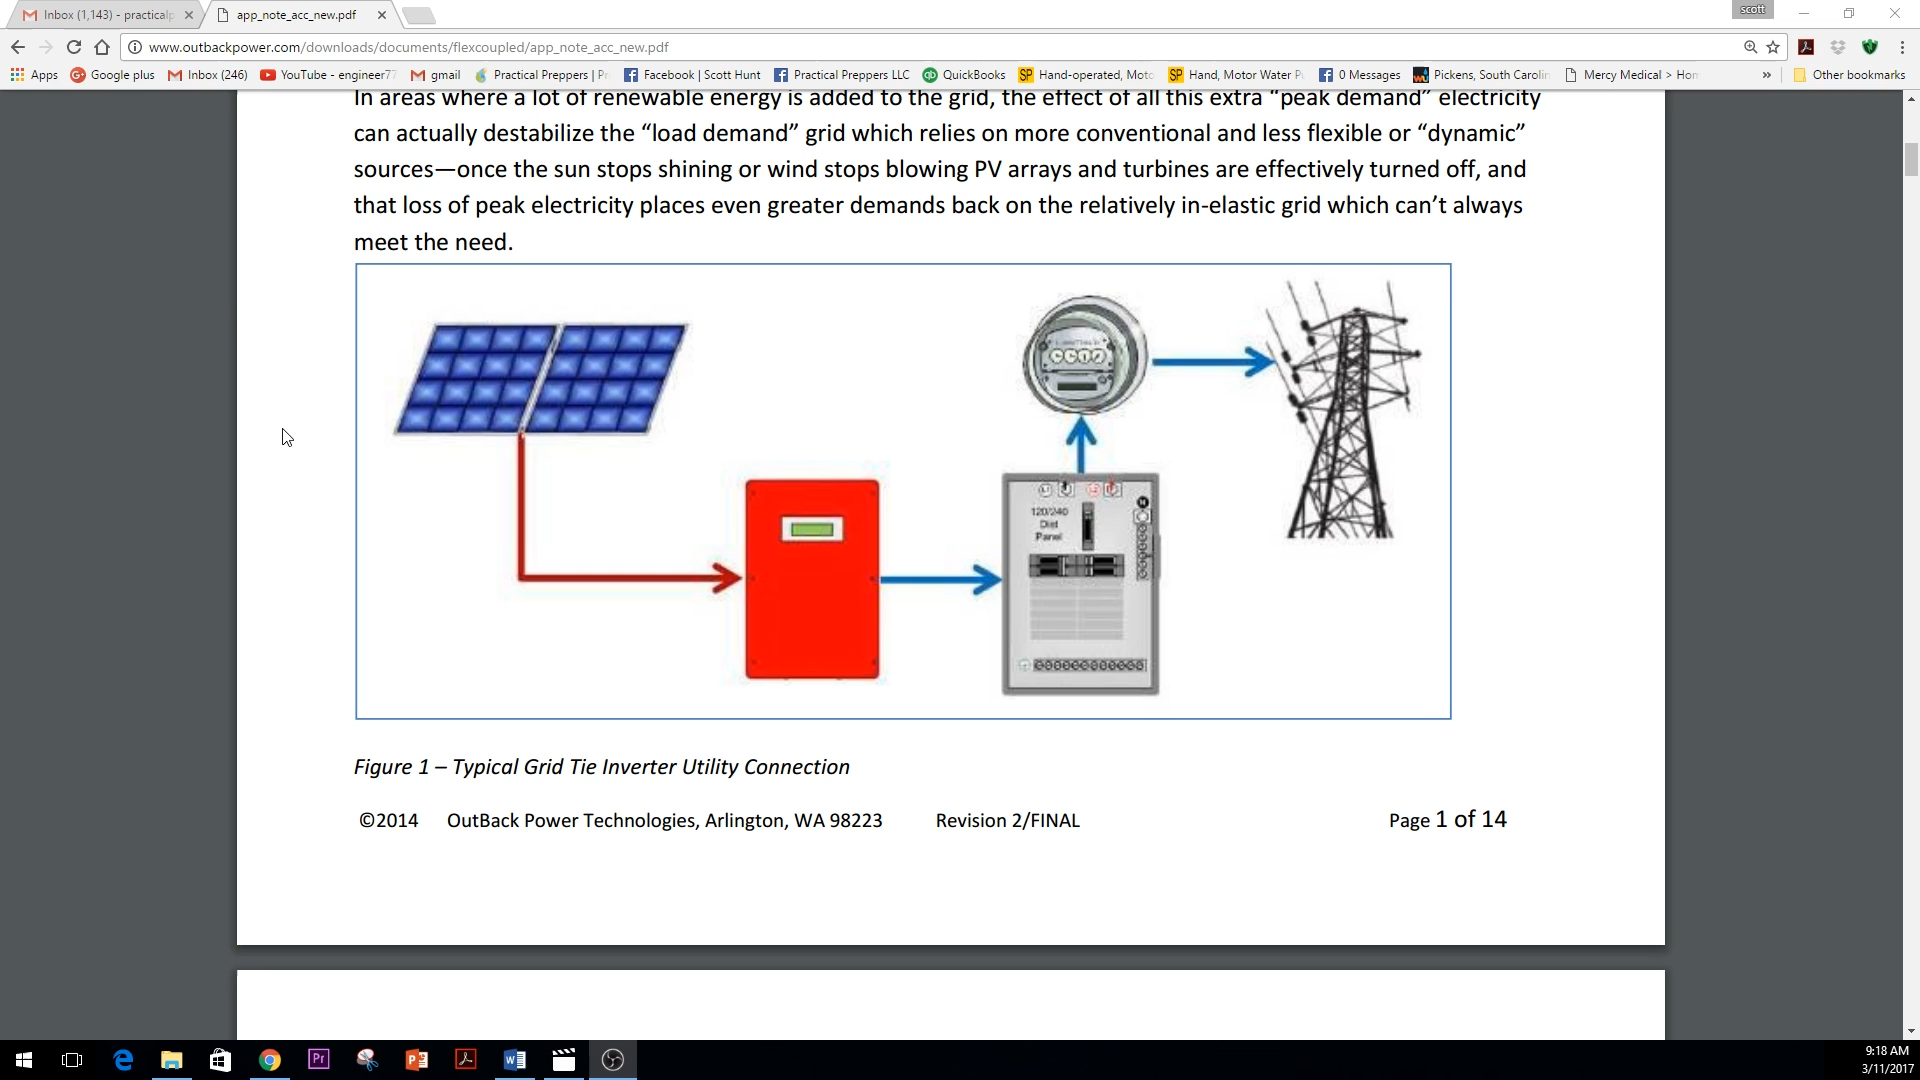 Inbox (1,143) - practicalp
app_note_acc_new.pdf
scott
www.outbackpower.com/downloads/documents/flexcoupled/app_note_acc_new.pdf
Apps
Google plus
Inbox (246)
YouTube - engineer77
gmail
Practical Preppers | Pr
Facebook | Scott Hunt
Practical Preppers LLC
QuickBooks
Hand-operated, Moto
Hand, Motor Water Pu
0 Messages
Pickens, South Carolin
Mercy Medical > Hom
»
Other bookmarks
In areas where a lot of renewable energy is added to the grid, the effect of all this extra “peak demand” electricity
can actually destabilize the “load demand” grid which relies on more conventional and less flexible or “dynamic”
sources—once the sun stops shining or wind stops blowing PV arrays and turbines are effectively turned off, and
that loss of peak electricity places even greater demands back on the relatively in-elastic grid which can’t always
meet the need.
120/240
Dist
Panel
Figure 1 – Typical Grid Tie Inverter Utility Connection
©2014 OutBack Power Technologies, Arlington, WA 98223 Revision 2/FINAL Page 1 of 14
9:18 AM
3/11/2017